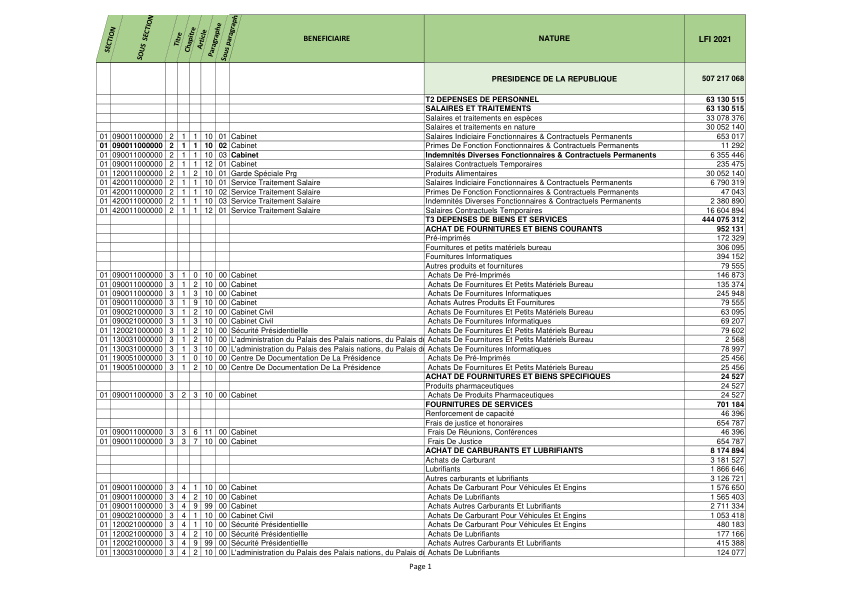 SECTION SOUS SECTION Titre Chapitre Article Paragraphe Sous paragraph BENEFICIAIRE NATURE LFI 2021
PRESIDENCE DE LA REPUBLIQUE 507 217 068
T2 DEPENSES DE PERSONNEL 63 130 515
SALAIRES ET TRAITEMENTS 63 130 515
Salaires et traitements en espèces 33 078 376
Salaires et traitements en nature 30 052 140
01 090011000000 2 1 1 10 01 Cabinet Salaires Indiciaire Fonctionnaires & Contractuels Permanents 653 017
01 090011000000 2 1 1 10 02 Cabinet Primes De Fonction Fonctionnaires & Contractuels Permanents 11 292
01 090011000000 2 1 1 10 03 Cabinet Indemnités Diverses Fonctionnaires & Contractuels Permanents 6 355 446
01 090011000000 2 1 1 12 01 Cabinet Salaires Contractuels Temporaires 235 475
01 120011000000 2 1 2 10 01 Garde Spéciale Prg Produits Alimentaires 30 052 140
01 420011000000 2 1 1 10 01 Service Traitement Salaire Salaires Indiciaire Fonctionnaires & Contractuels Permanents 6 790 319
01 420011000000 2 1 1 10 02 Service Traitement Salaire Primes De Fonction Fonctionnaires & Contractuels Permanents 47 043
01 420011000000 2 1 1 10 03 Service Traitement Salaire Indemnités Diverses Fonctionnaires & Contractuels Permanents 2 380 890
01 420011000000 2 1 1 12 01 Service Traitement Salaire Salaires Contractuels Temporaires 16 604 894
T3 DEPENSES DE BIENS ET SERVICES 444 075 312
ACHAT DE FOURNITURES ET BIENS COURANTS 952 131
Pré-imprimés 172 329
Fournitures et petits matériels bureau 306 095
Fournitures Informatiques 394 152
Autres produits et fournitures 79 555
01 090011000000 3 1 0 10 00 Cabinet Achats De Pré-Imprimés 146 873
01 090011000000 3 1 2 10 00 Cabinet Achats De Fournitures Et Petits Matériels Bureau 135 374
01 090011000000 3 1 3 10 00 Cabinet Achats De Fournitures Informatiques 245 948
01 090011000000 3 1 9 10 00 Cabinet Achats Autres Produits Et Fournitures 79 555
01 090021000000 3 1 2 10 00 Cabinet Civil Achats De Fournitures Et Petits Matériels Bureau 63 095
01 090021000000 3 1 3 10 00 Cabinet Civil Achats De Fournitures Informatiques 69 207
01 120021000000 3 1 2 10 00 Sécurité Présidentiellle Achats De Fournitures Et Petits Matériels Bureau 79 602
01 130031000000 3 1 2 10 00 L'administration du Palais des Palais nations, du Palais d Achats De Fournitures Et Petits Matériels Bureau 2 568
01 130031000000 3 1 3 10 00 L'administration du Palais des Palais nations, du Palais d Achats De Fournitures Informatiques 78 997
01 190051000000 3 1 0 10 00 Centre De Documentation De La Présidence Achats De Pré-Imprimés 25 456
01 190051000000 3 1 2 10 00 Centre De Documentation De La Présidence Achats De Fournitures Et Petits Matériels Bureau 25 456
ACHAT DE FOURNITURES ET BIENS SPECIFIQUES 24 527
Produits pharmaceutiques 24 527
01 090011000000 3 2 3 10 00 Cabinet Achats De Produits Pharmaceutiques 24 527
FOURNITURES DE SERVICES 701 184
Renforcement de capacité 46 396
Frais de justice et honoraires 654 787
01 090011000000 3 3 6 11 00 Cabinet Frais De Réunions, Conférences 46 396
01 090011000000 3 3 7 10 00 Cabinet Frais De Justice 654 787
ACHAT DE CARBURANTS ET LUBRIFIANTS 8 174 894
Achats de Carburant 3 181 527
Lubrifiants 1 866 646
Autres carburants et lubrifiants 3 126 721
01 090011000000 3 4 1 10 00 Cabinet Achats De Carburant Pour Véhicules Et Engins 1 576 650
01 090011000000 3 4 2 10 00 Cabinet Achats De Lubrifiants 1 565 403
01 090011000000 3 4 9 99 00 Cabinet Achats Autres Carburants Et Lubrifiants 2 711 334
01 090021000000 3 4 1 10 00 Cabinet Civil Achats De Carburant Pour Véhicules Et Engins 1 053 418
01 120021000000 3 4 1 10 00 Sécurité Présidentiellle Achats De Carburant Pour Véhicules Et Engins 480 183
01 120021000000 3 4 2 10 00 Sécurité Présidentiellle Achats De Lubrifiants 177 166
01 120021000000 3 4 9 99 00 Sécurité Présidentiellle Achats Autres Carburants Et Lubrifiants 415 388
01 130031000000 3 4 2 10 00 L'administration du Palais des Palais nations, du Palais d Achats De Lubrifiants 124 077
Page 1